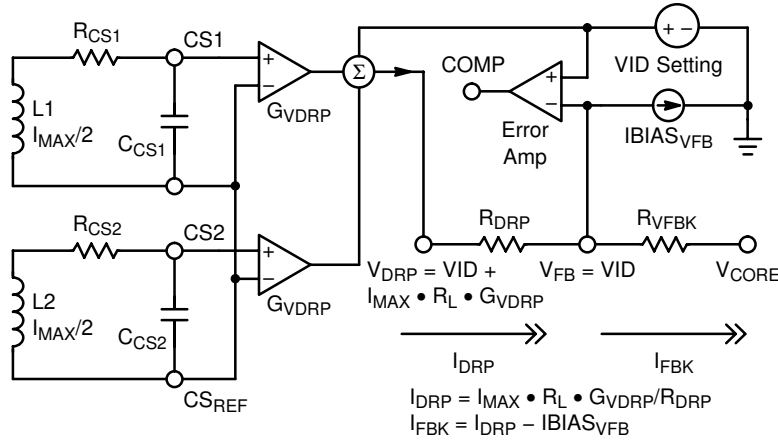 R_CS1
CS1
+
−
G_VDRP
L1
I_MAX/2
C_CS1
Σ
COMP
+
−
Error
Amp
+ −
VID Setting
IBIAS_VFB
R_CS2
CS2
+
−
G_VDRP
L2
I_MAX/2
C_CS2
CS_REF
R_DRP
R_VFBK
V_DRP = VID +
I_MAX • R_L • G_VDRP
V_FB = VID
V_CORE
I_DRP
I_FBK
I_DRP = I_MAX • R_L • G_VDRP/R_DRP
I_FBK = I_DRP − IBIAS_VFB